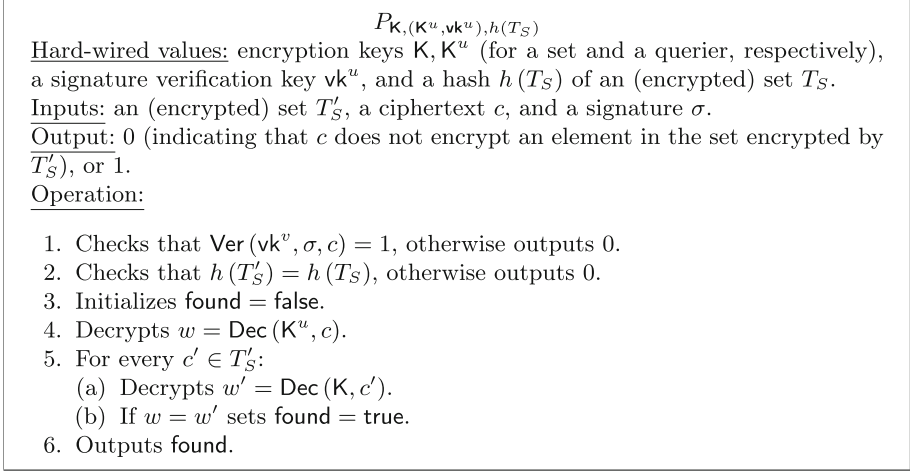 P_{K,(K^u,vk^u),h(T_S)}
Hard-wired values: encryption keys K, K^u (for a set and a querier, respectively),
a signature verification key vk^u, and a hash h (T_S) of an (encrypted) set T_S.
Inputs: an (encrypted) set T'_S, a ciphertext c, and a signature σ.
Output: 0 (indicating that c does not encrypt an element in the set encrypted by
T'_S), or 1.
Operation:
1. Checks that Ver (vk^v, σ, c) = 1, otherwise outputs 0.
2. Checks that h (T'_S) = h (T_S), otherwise outputs 0.
3. Initializes found = false.
4. Decrypts w = Dec (K^u, c).
5. For every c' ∈ T'_S:
(a) Decrypts w' = Dec (K, c').
(b) If w = w' sets found = true.
6. Outputs found.